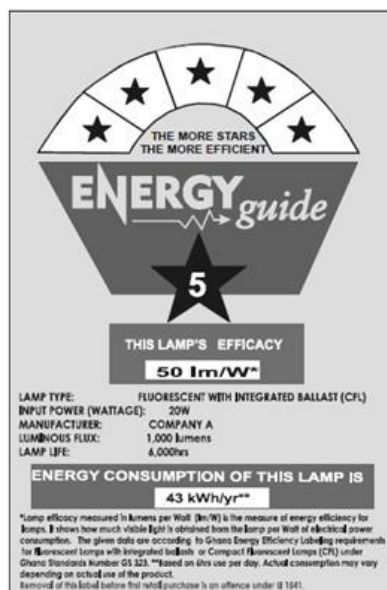 THE MORE STARS
THE MORE EFFICIENT
ENERGY guide
5
THIS LAMP'S EFFICACY
50 lm/W*
LAMP TYPE: FLUORESCENT WITH INTEGRATED BALLAST (CFL)
INPUT POWER (WATTAGE): 20W
MANUFACTURER: COMPANY A
LUMINOUS FLUX: 1,000 lumens
LAMP LIFE: 6,000hrs
ENERGY CONSUMPTION OF THIS LAMP IS
43 kWh/yr**
*Lamp efficacy measured in lumens per Watt (lm/W) is the measure of energy efficiency for
lamps. It shows how much visible light is obtained from the lamp per Watt of electrical power
consumption. The given data are according to Ghana Energy Efficiency Labeling requirements
for Fluorescent Lamps with integrated ballasts or Compact Fluorescent Lamps (CFL) under
Ghana Standards Number GS 323. **Based on 6hrs use per day. Actual consumption may vary
depending on actual use of the product.
Removal of this label before first retail purchase is an offence under LI 1541.